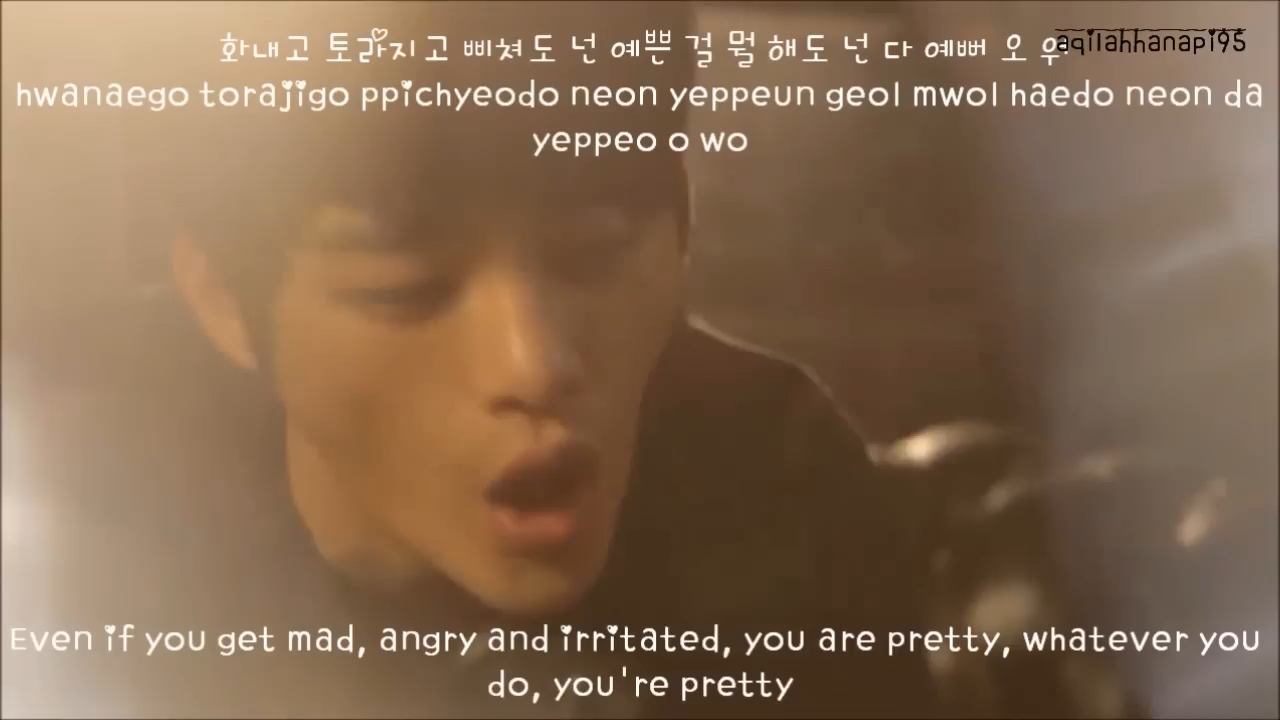 화내고 토라지고 삐쳐도 넌 예쁜 걸 뭘 해도 넌 다 예뻐 오 우
aqilahhanapi95
hwanaego torajigo ppichyeodo neon yeppeun geol mwol haedo neon da
yeppeo o wo
Even if you get mad, angry and irritated, you are pretty, whatever you
do, you're pretty